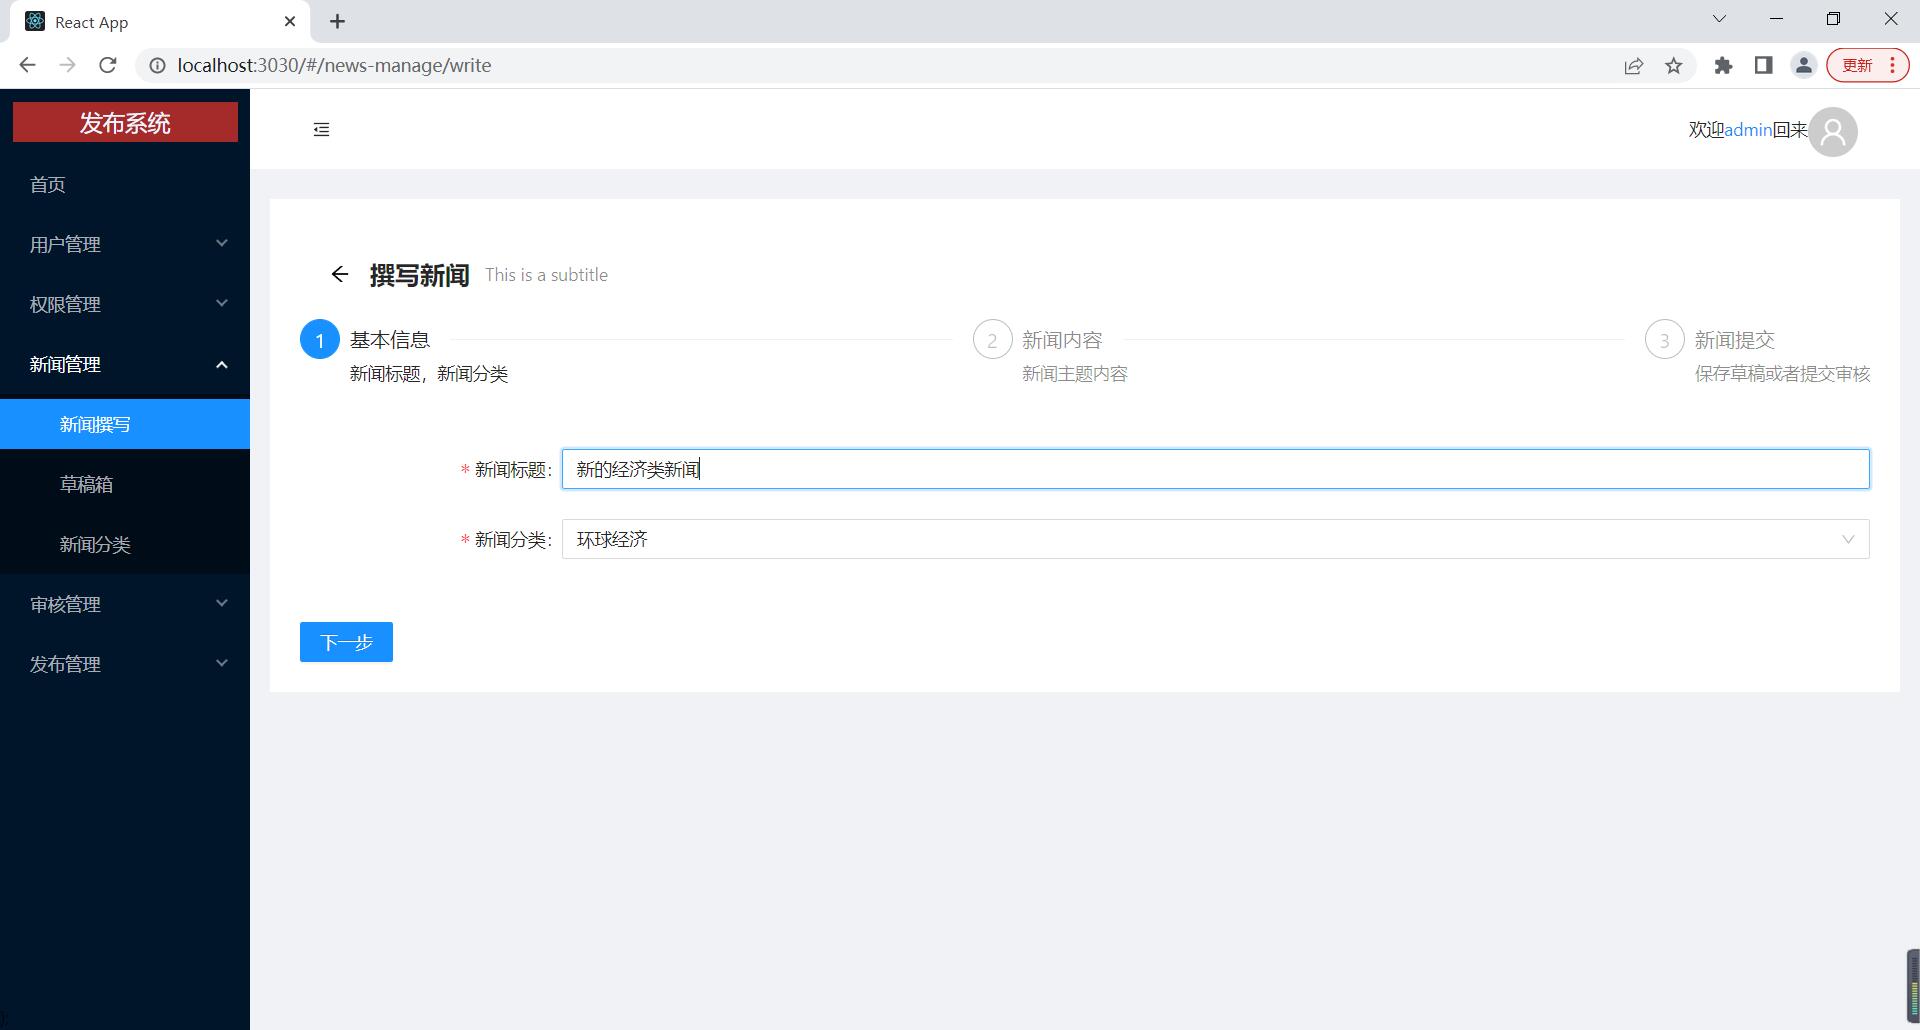 React App
localhost:3030/#/news-manage/write
更新
发布系统
欢迎admin回来
首页
用户管理
权限管理
新闻管理
新闻撰写
草稿箱
新闻分类
审核管理
发布管理
撰写新闻 This is a subtitle
1 基本信息
新闻标题，新闻分类
2 新闻内容
新闻主题内容
3 新闻提交
保存草稿或者提交审核
* 新闻标题: 新的经济类新闻
* 新闻分类: 环球经济
下一步